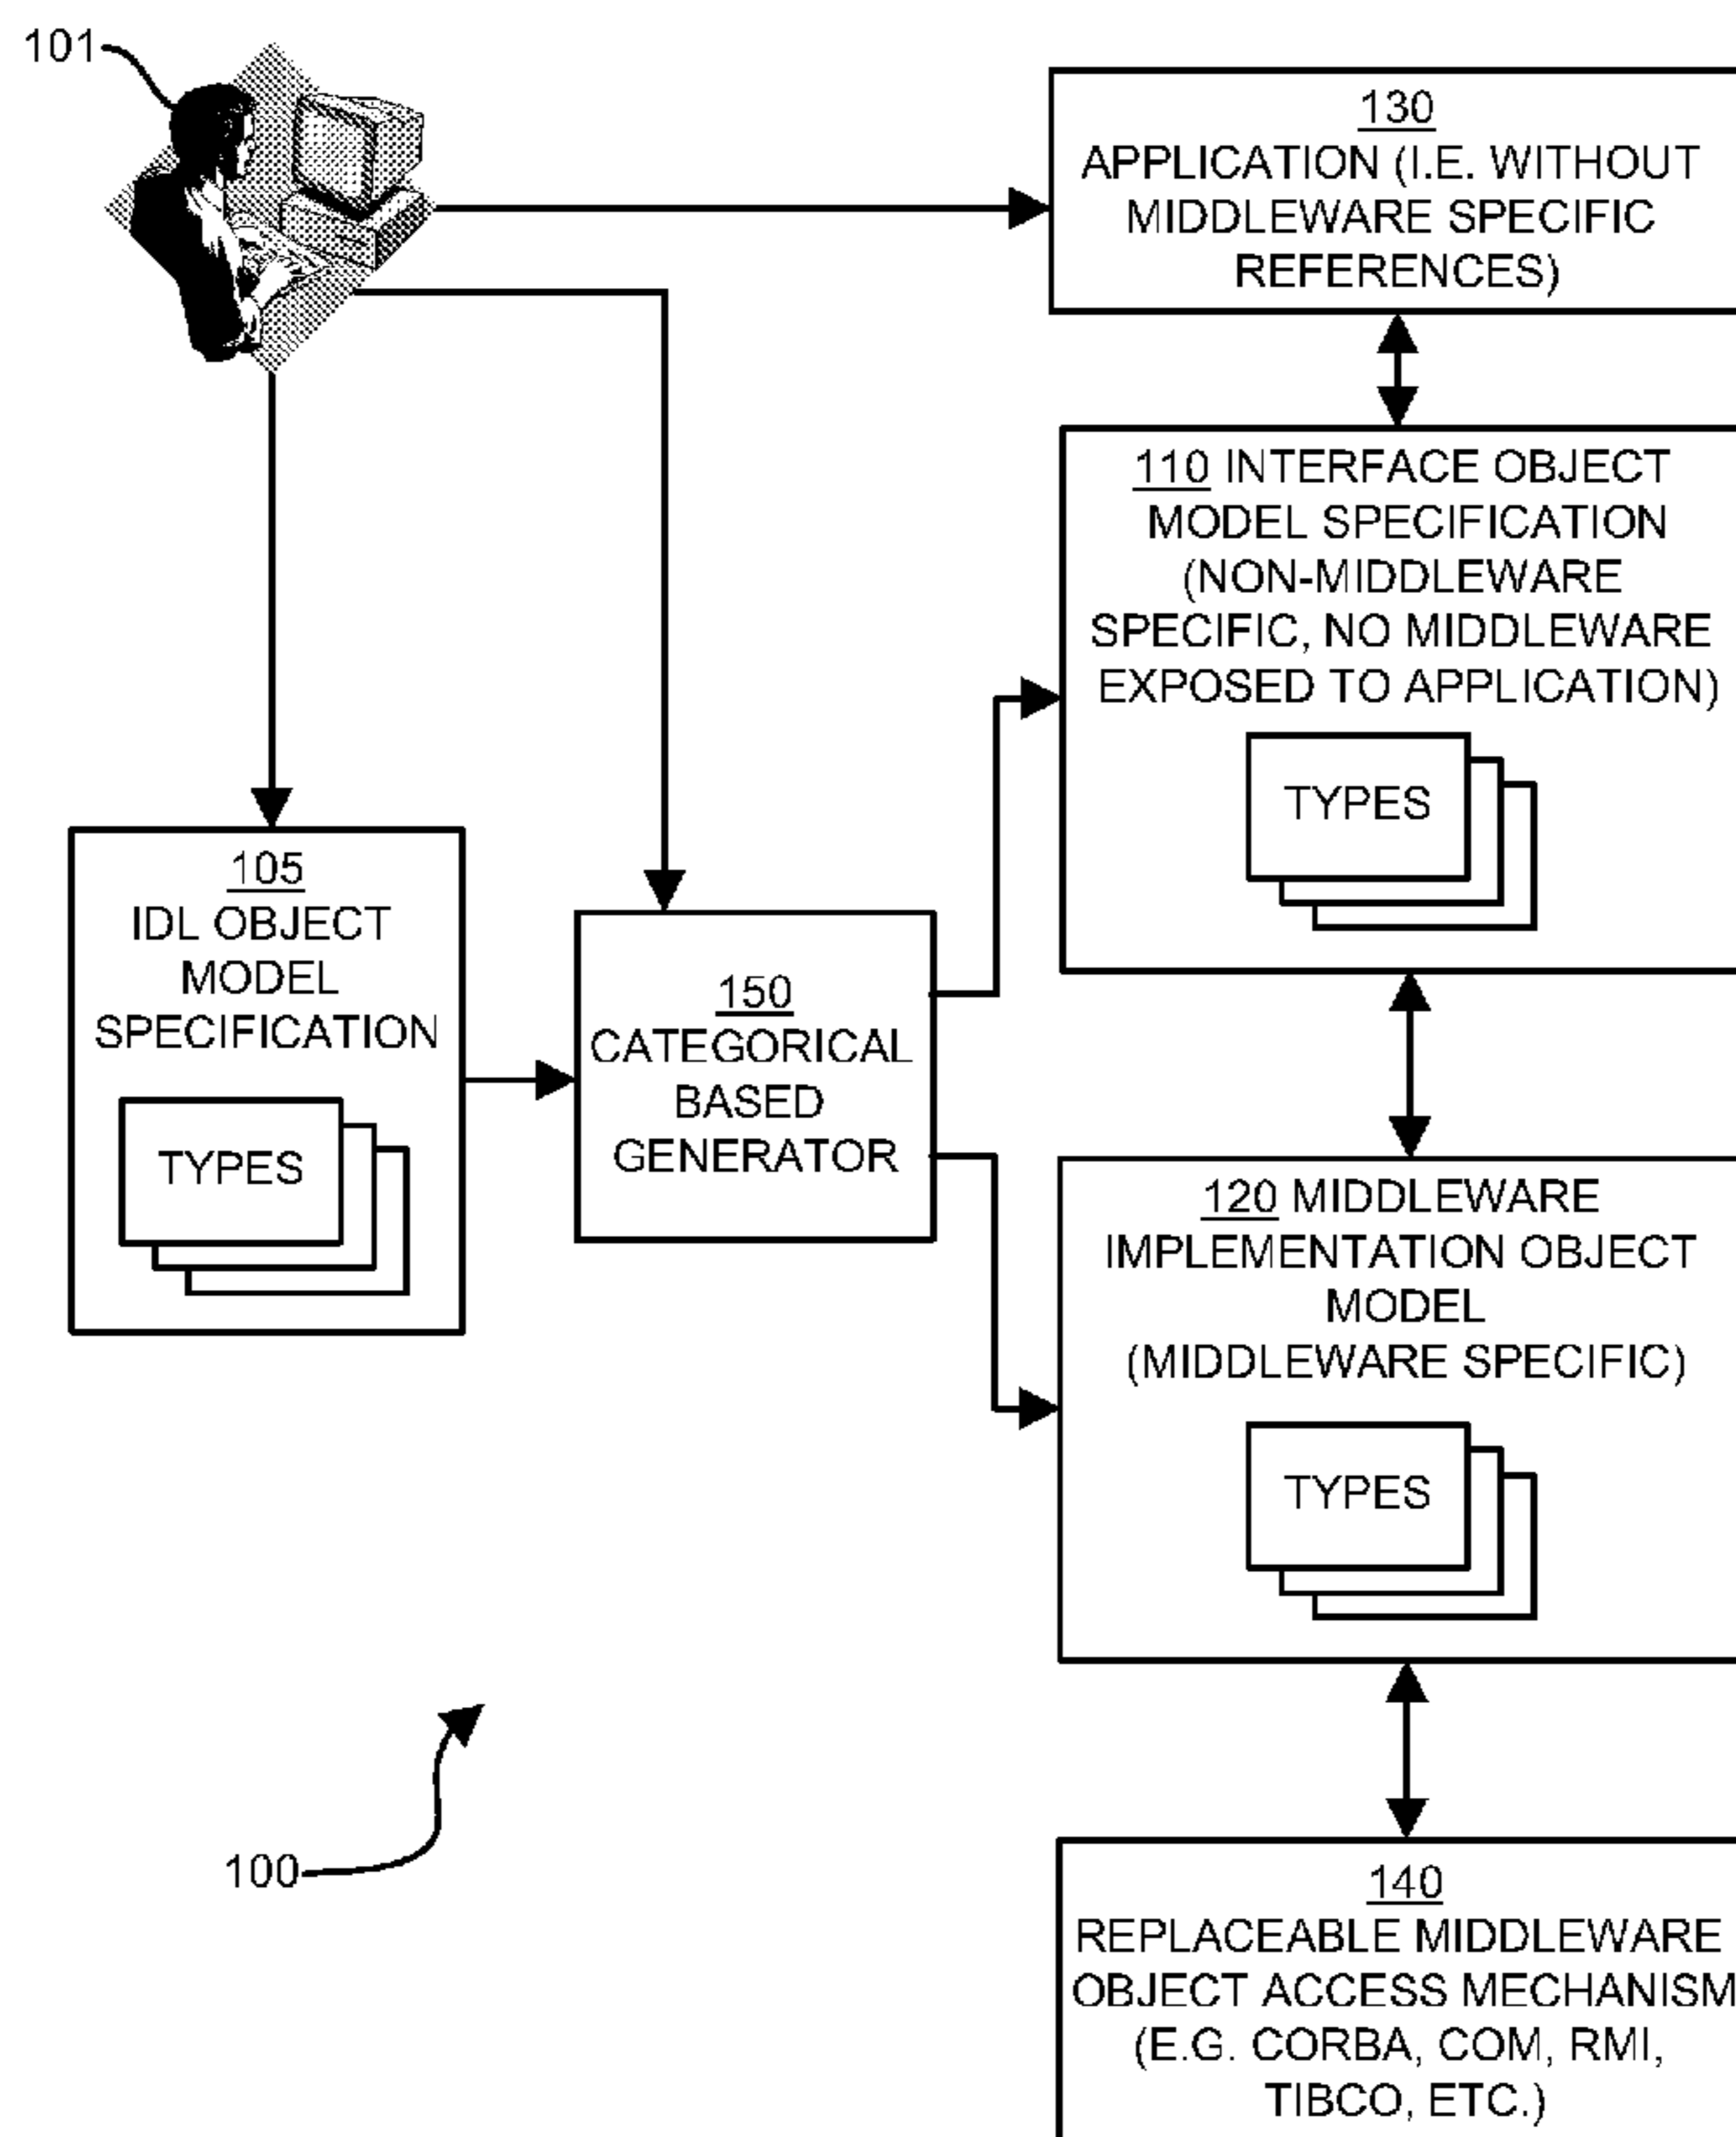 101
130
APPLICATION (I.E. WITHOUT
MIDDLEWARE SPECIFIC
REFERENCES)
110 INTERFACE OBJECT
MODEL SPECIFICATION
(NON-MIDDLEWARE
SPECIFIC, NO MIDDLEWARE
EXPOSED TO APPLICATION)
TYPES
105
IDL OBJECT
MODEL
SPECIFICATION
TYPES
150
CATEGORICAL
BASED
GENERATOR
120 MIDDLEWARE
IMPLEMENTATION OBJECT
MODEL
(MIDDLEWARE SPECIFIC)
TYPES
100
140
REPLACEABLE MIDDLEWARE
OBJECT ACCESS MECHANISM
(E.G. CORBA, COM, RMI,
TIBCO, ETC.)